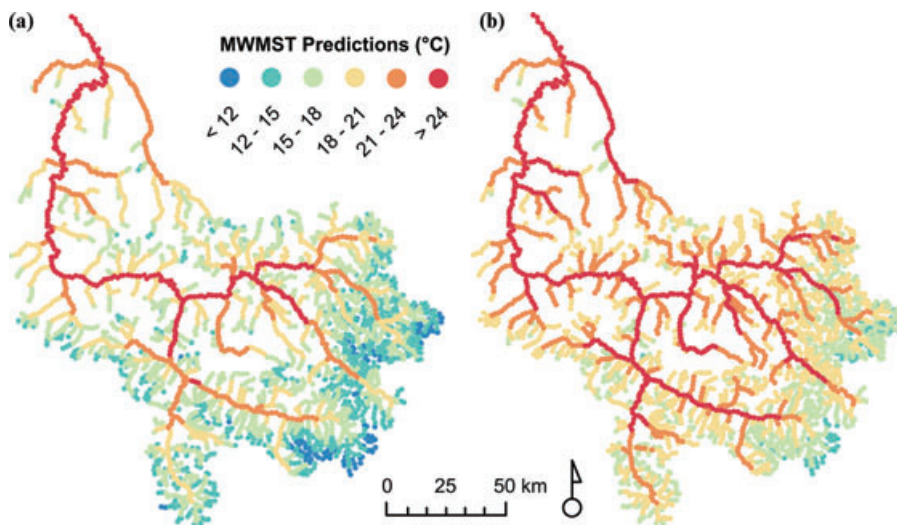 (a)
MWMST Predictions (°C)
(b)
< 12
12 - 15
15 - 18
18 - 21
21 - 24
> 24
0 25 50 km